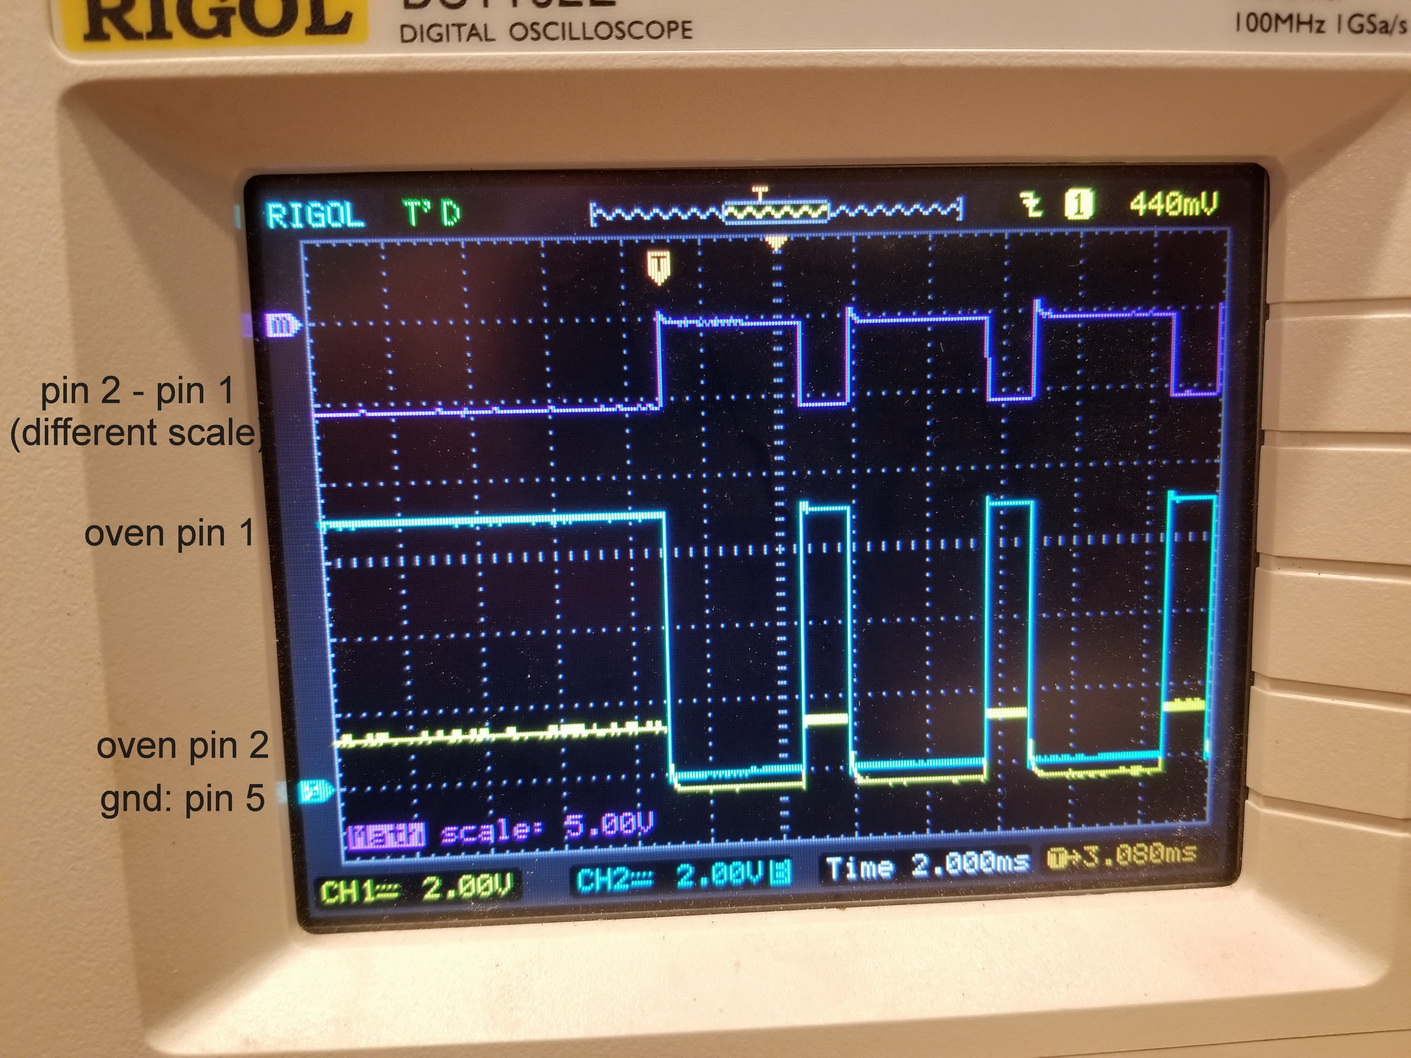 RIGOL
DIGITAL OSCILLOSCOPE
100MHz 1GSa/s
RIGOL T'D
T
1 440mV
T
pin 2 - pin 1
(different scale)
oven pin 1
oven pin 2
gnd: pin 5
scale: 5.00V
CH1 2.00V CH2 2.00V Time 2.000ms T→3.080ms